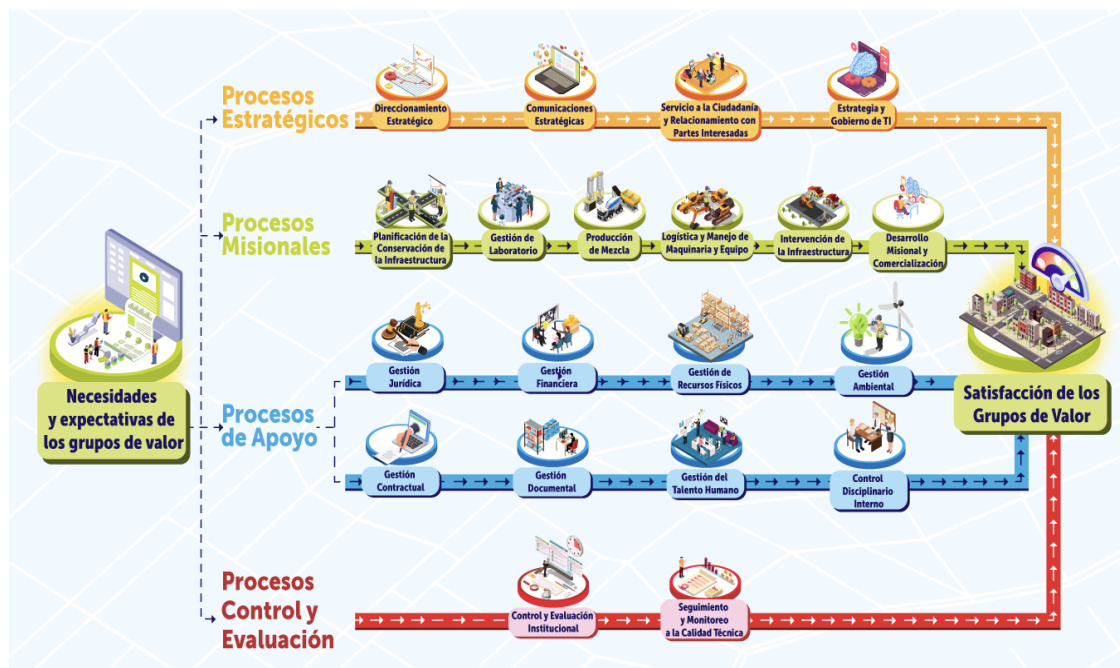 Procesos
Estratégicos
Direccionamiento
Estratégico
Comunicaciones
Estratégicas
Servicio a la Ciudadanía
y Relacionamiento con
Partes Interesadas
Estrategia y
Gobierno de TI
Procesos
Misionales
Planificación de la
Conservación de
la Infraestructura
Gestión de
Laboratorio
Producción
de Mezcla
Logística y Manejo de
Maquinaria y Equipo
Intervención de
la Infraestructura
Desarrollo
Misional y
Comercialización
Necesidades
y expectativas de
los grupos de valor
Procesos
de Apoyo
Gestión
Jurídica
Gestión
Financiera
Gestión de
Recursos Físicos
Gestión
Ambiental
Gestión
Contractual
Gestión
Documental
Gestión del
Talento Humano
Control
Disciplinario
Interno
Satisfacción de los
Grupos de Valor
Procesos
Control y
Evaluación
Control y Evaluación
Institucional
Seguimiento
y Monitoreo
a la Calidad Técnica